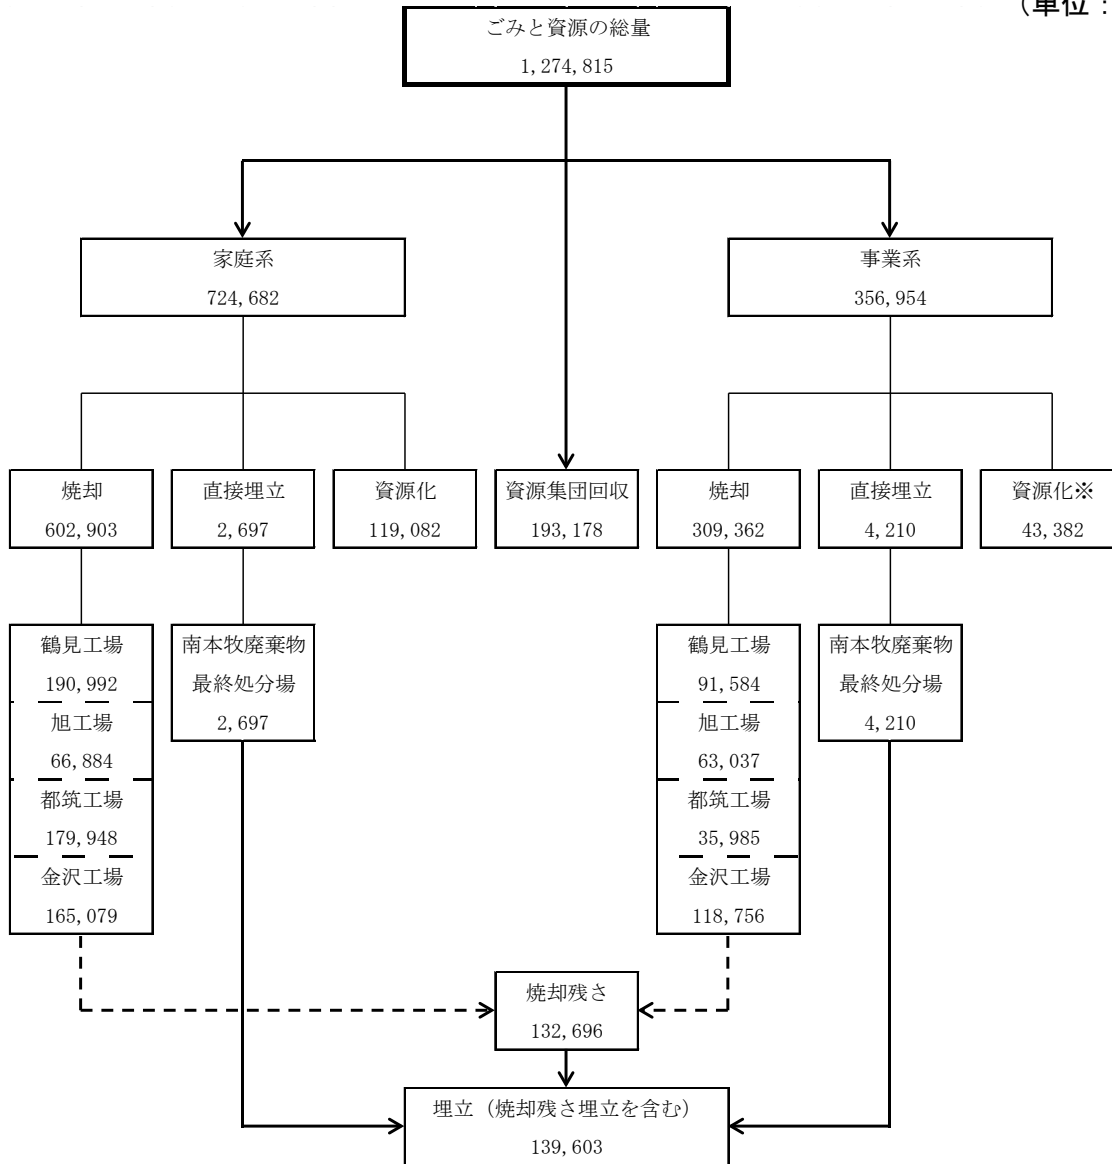 （単位：
ごみと資源の総量
1,274,815
家庭系
724,682
事業系
356,954
焼却
602,903
直接埋立
2,697
資源化
119,082
資源集団回収
193,178
焼却
309,362
直接埋立
4,210
資源化※
43,382
鶴見工場
190,992
旭工場
66,884
都筑工場
179,948
金沢工場
165,079
南本牧廃棄物
最終処分場
2,697
鶴見工場
91,584
旭工場
63,037
都筑工場
35,985
金沢工場
118,756
南本牧廃棄物
最終処分場
4,210
焼却残さ
132,696
埋立（焼却残さ埋立を含む）
139,603